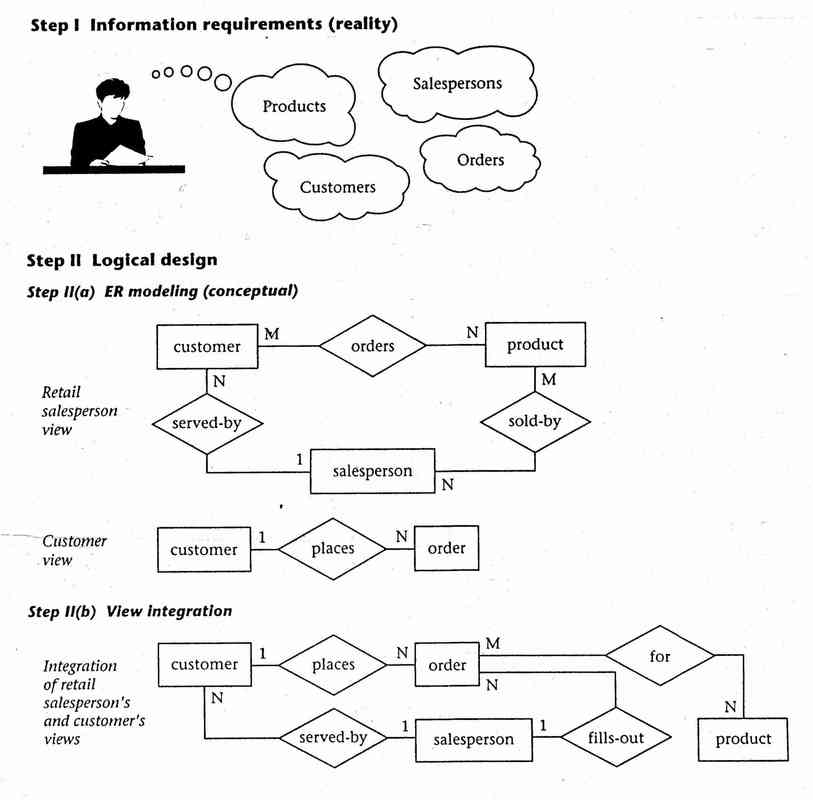 Step I Information requirements (reality)
Products
Salespersons
Customers
Orders
Step II Logical design
Step II(a) ER modeling (conceptual)
Retail
salesperson
view
customer
M
orders
N
product
N
M
served-by
sold-by
1
salesperson
N
Customer
view
customer
1
places
N
order
Step II(b) View integration
Integration
of retail
salesperson's
and customer's
views
customer
1
places
N
order
M
for
N
N
N
served-by
1
salesperson
1
fills-out
product